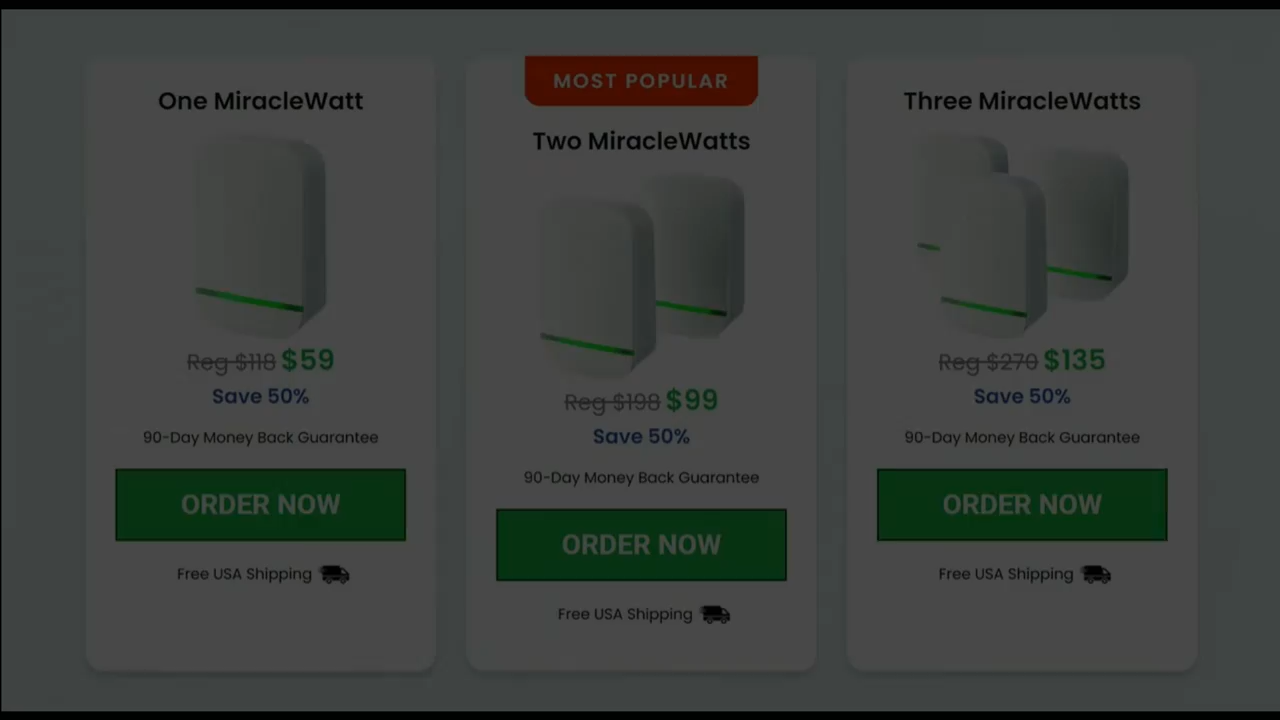 One MiracleWatt
Reg $118 $59
Save 50%
90-Day Money Back Guarantee
ORDER NOW
Free USA Shipping
MOST POPULAR
Two MiracleWatts
Reg $198 $99
Save 50%
90-Day Money Back Guarantee
ORDER NOW
Free USA Shipping
Three MiracleWatts
Reg $270 $135
Save 50%
90-Day Money Back Guarantee
ORDER NOW
Free USA Shipping